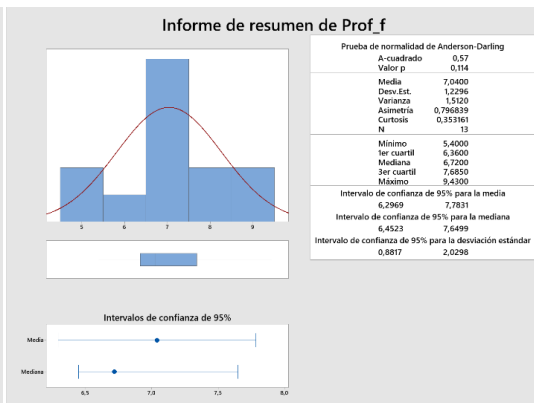 Informe de resumen de Prof_f
Prueba de normalidad de Anderson-Darling
A-cuadrado 0,57
Valor p 0,114
Media 7,0400
Desv.Est. 1,2296
Varianza 1,5120
Asimetría 0,796839
Curtosis 0,353161
N 13
Mínimo 5,4000
1er cuartil 6,3600
Mediana 6,7200
3er cuartil 7,6850
Máximo 9,4300
Intervalo de confianza de 95% para la media
6,2969 7,7831
Intervalo de confianza de 95% para la mediana
6,4523 7,6499
Intervalo de confianza de 95% para la desviación estándar
0,8817 2,0298
5 6 7 8 9
Intervalos de confianza de 95%
Media
Mediana
6,5 7,0 7,5 8,0